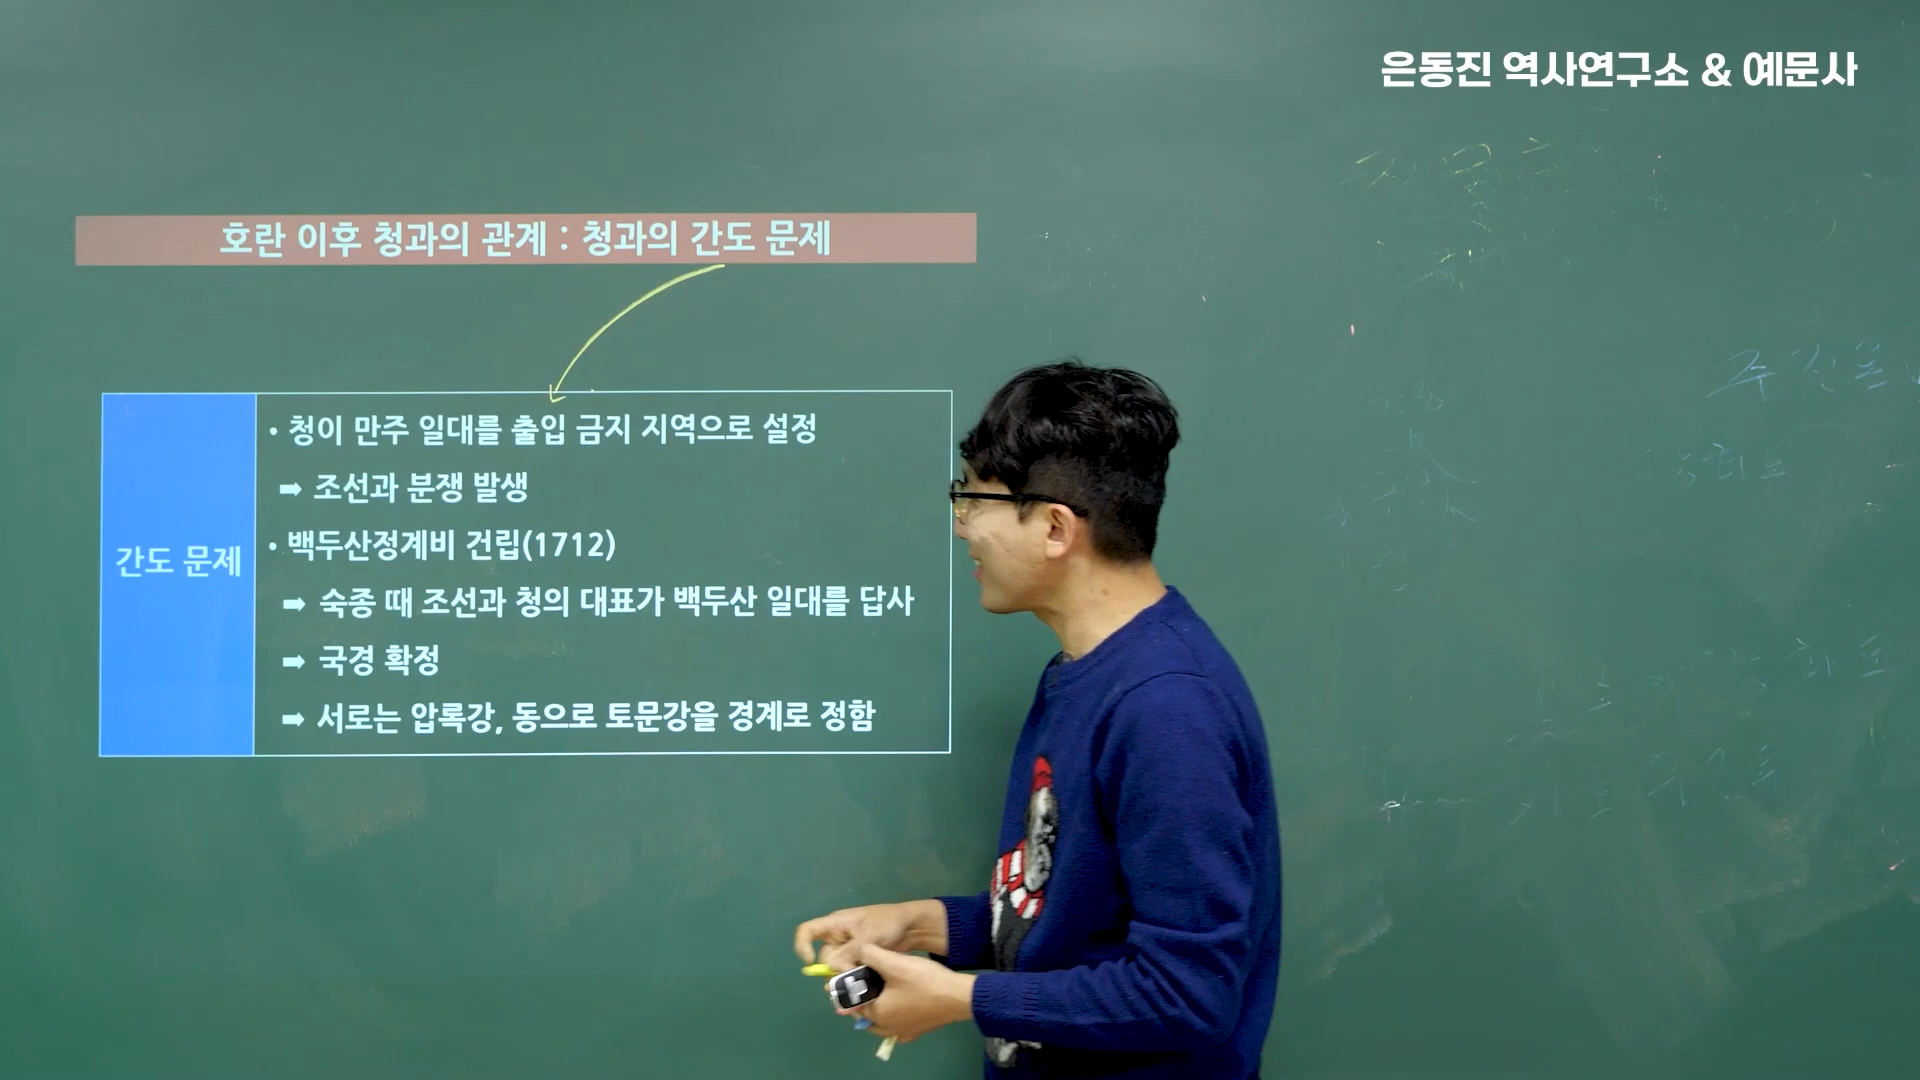 은동진 역사연구소 & 예문사
호란 이후 청과의 관계 : 청과의 간도 문제
간도 문제
• 청이 만주 일대를 출입 금지 지역으로 설정
➡ 조선과 분쟁 발생
• 백두산정계비 건립(1712)
➡ 숙종 때 조선과 청의 대표가 백두산 일대를 답사
➡ 국경 확정
➡ 서로는 압록강, 동으로 토문강을 경계로 정함